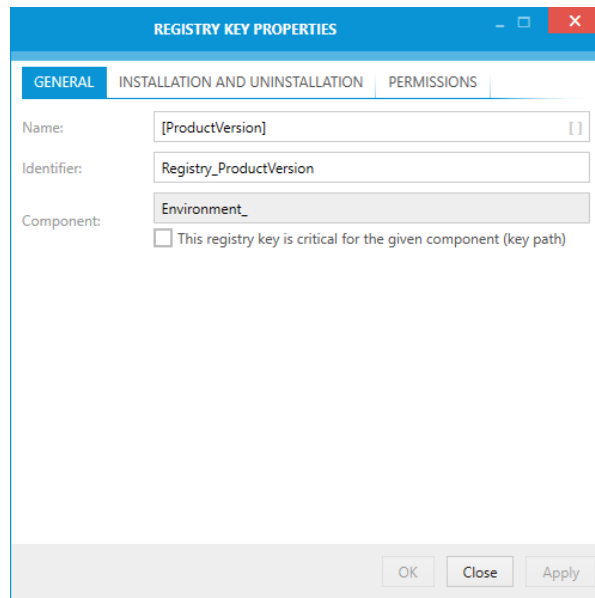 REGISTRY KEY PROPERTIES
GENERAL INSTALLATION AND UNINSTALLATION PERMISSIONS
Name: [ProductVersion] [ ]
Identifier: Registry_ProductVersion
Component: Environment_
This registry key is critical for the given component (key path)
OK Close Apply